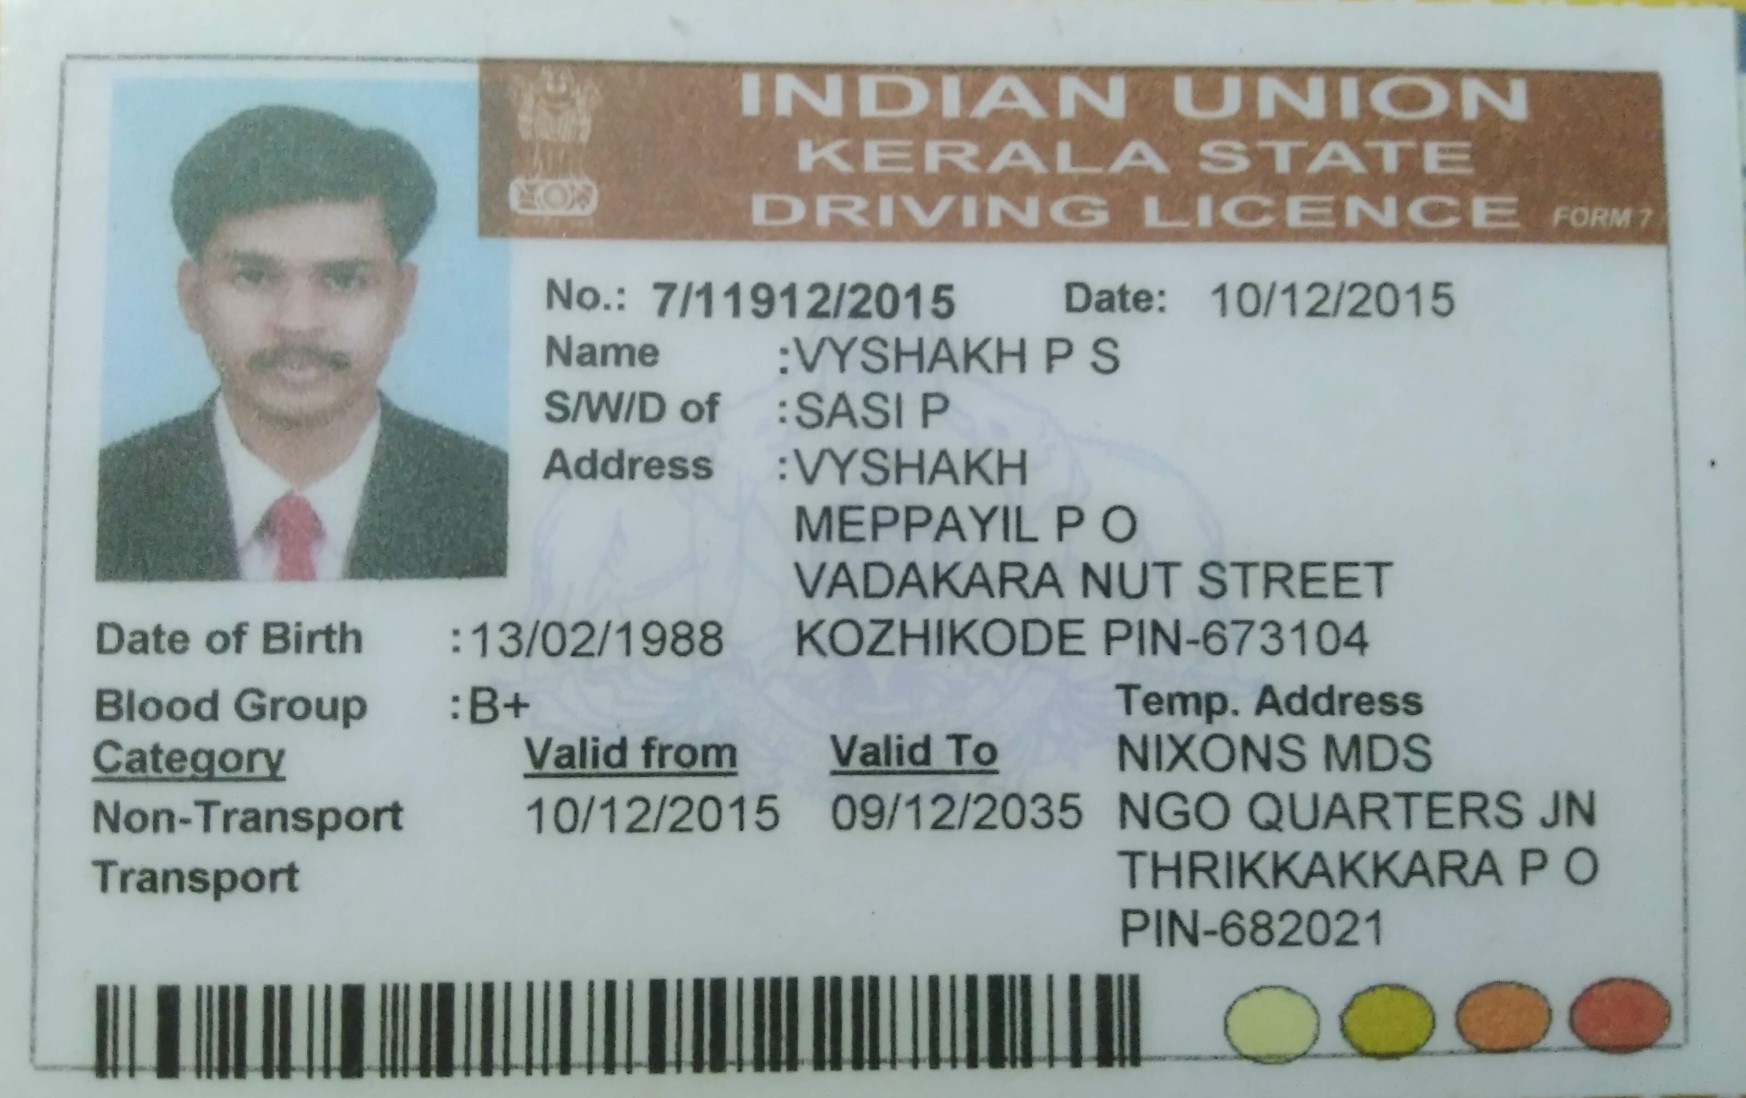 INDIAN UNION
KERALA STATE
DRIVING LICENCE FORM 7
No.: 7/11912/2015 Date: 10/12/2015
Name :VYSHAKH P S
S/W/D of :SASI P
Address :VYSHAKH
MEPPAYIL P O
VADAKARA NUT STREET
KOZHIKODE PIN-673104
Date of Birth :13/02/1988
Blood Group :B+
Category Valid from Valid To
Non-Transport 10/12/2015 09/12/2035
Transport
Temp. Address
NIXONS MDS
NGO QUARTERS JN
THRIKKAKKARA P O
PIN-682021